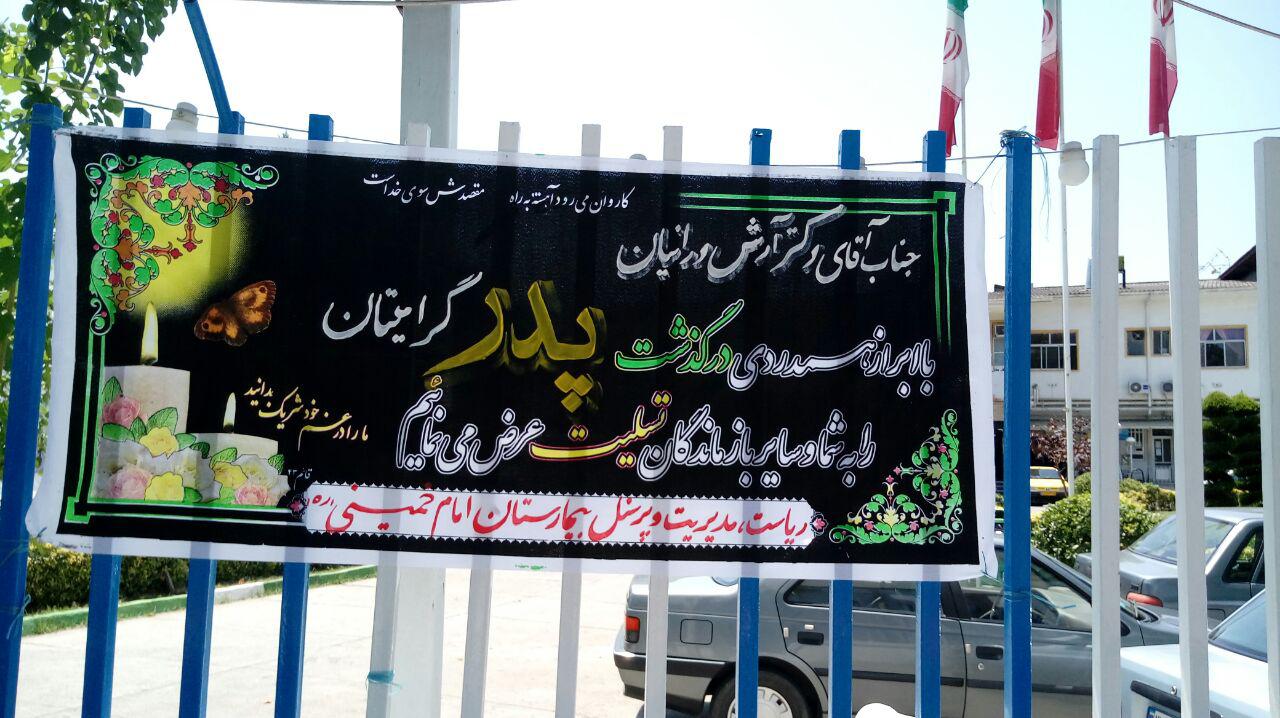 کاروان می رود آهسته به راه مقصدش سوی خداست
جناب آقای دکتر آرش مورانیان
با ابراز همدردی درگذشت پدر گرامیتان
را به شما و سایر بازماندگان تسلیت عرض می نمائیم
ما را در غم خود شریک بدانید
ریاست، مدیریت و پرسنل بیمارستان امام خمینی ره